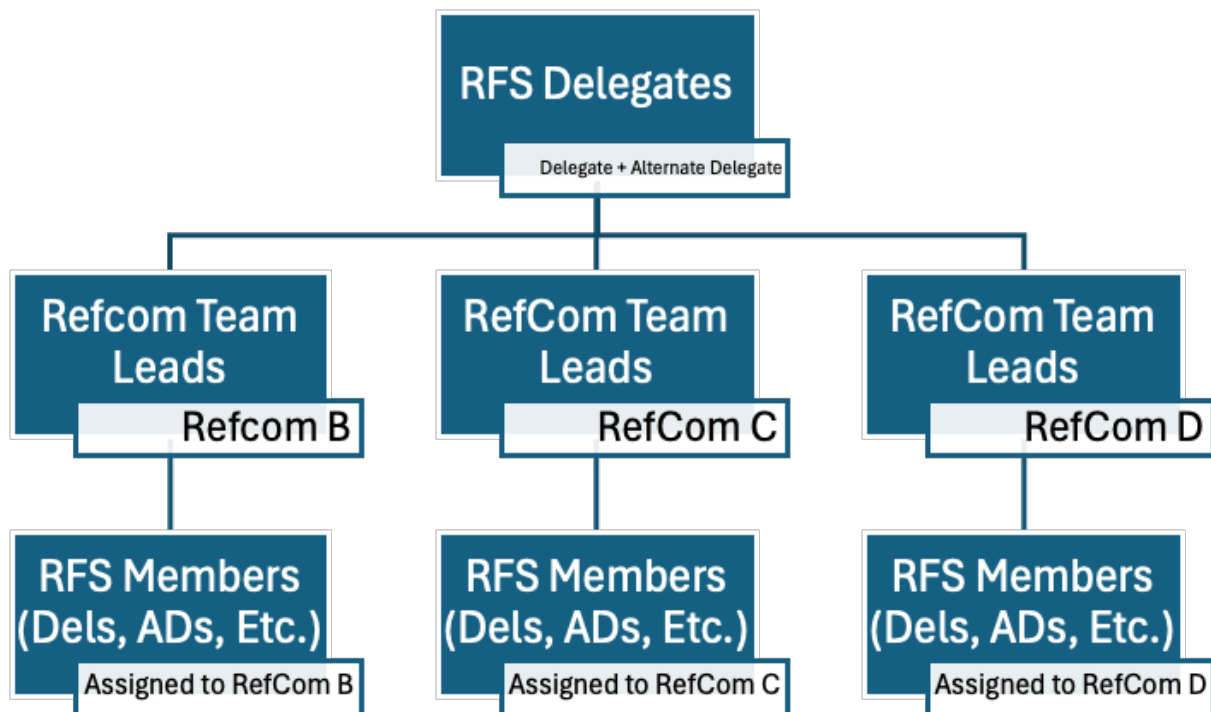 RFS Delegates
Delegate + Alternate Delegate
Refcom Team
Leads
Refcom B
RefCom Team
Leads
RefCom C
RefCom Team
Leads
RefCom D
RFS Members
(Dels, ADs, Etc.)
Assigned to RefCom B
RFS Members
(Dels, ADs, Etc.)
Assigned to RefCom C
RFS Members
(Dels, ADs, Etc.)
Assigned to RefCom D